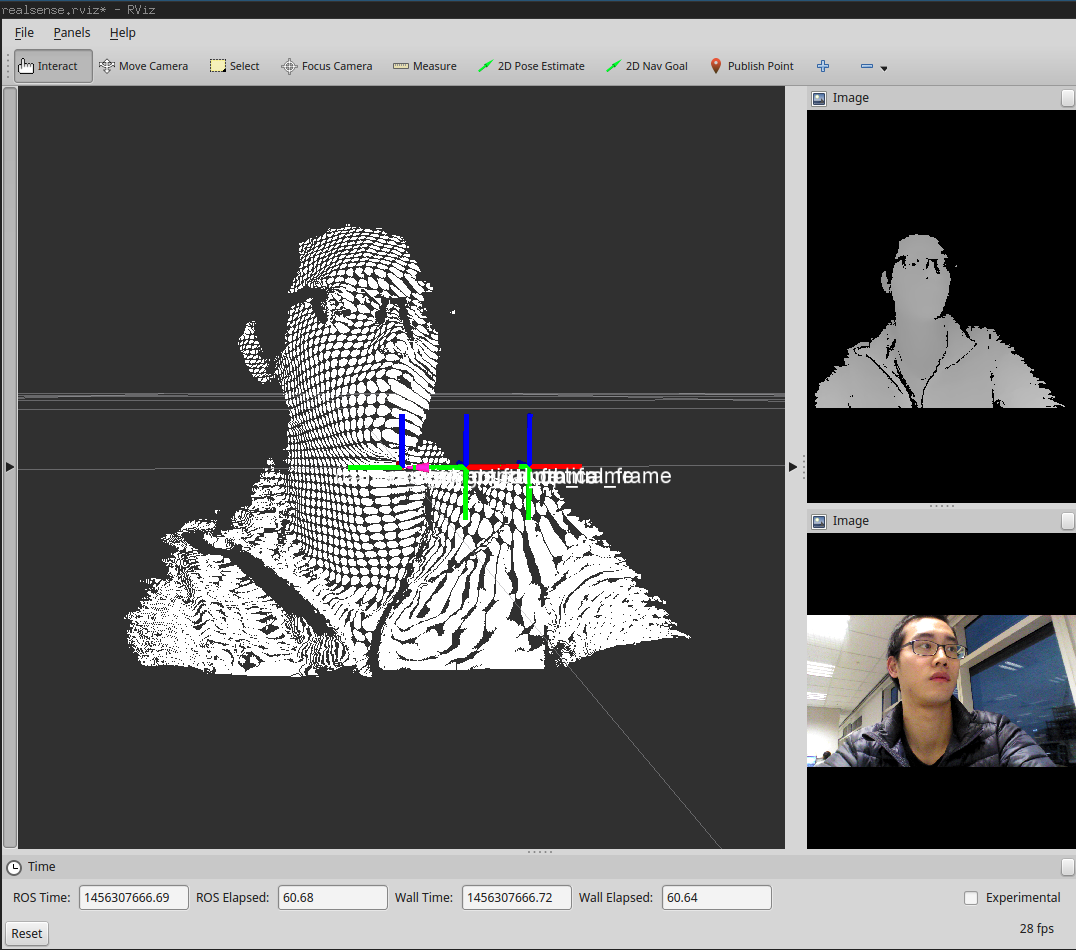 realsense.rviz* - RViz
File Panels Help
Interact Move Camera Select Focus Camera Measure 2D Pose Estimate 2D Nav Goal Publish Point
Image
Image
Time
ROS Time: 1456307666.69 ROS Elapsed: 60.68 Wall Time: 1456307666.72 Wall Elapsed: 60.64 Experimental
Reset 28 fps